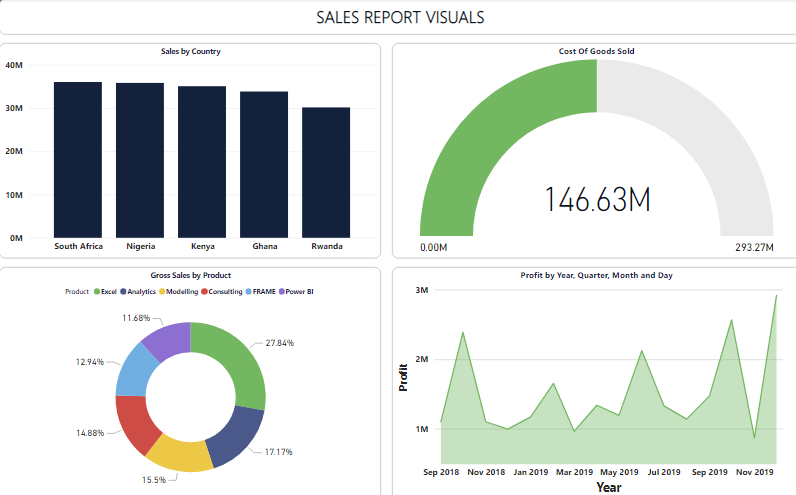 SALES REPORT VISUALS
Sales by Country
40M
30M
20M
10M
0M
South Africa Nigeria Kenya Ghana Rwanda
Cost Of Goods Sold
146.63M
0.00M 293.27M
Gross Sales by Product
Product Excel Analytics Modelling Consulting FRAME Power BI
11.68%
27.84%
12.94%
14.88%
17.17%
15.5%
Profit by Year, Quarter, Month and Day
3M
2M
1M
Profit
Sep 2018 Nov 2018 Jan 2019 Mar 2019 May 2019 Jul 2019 Sep 2019 Nov 2019
Year